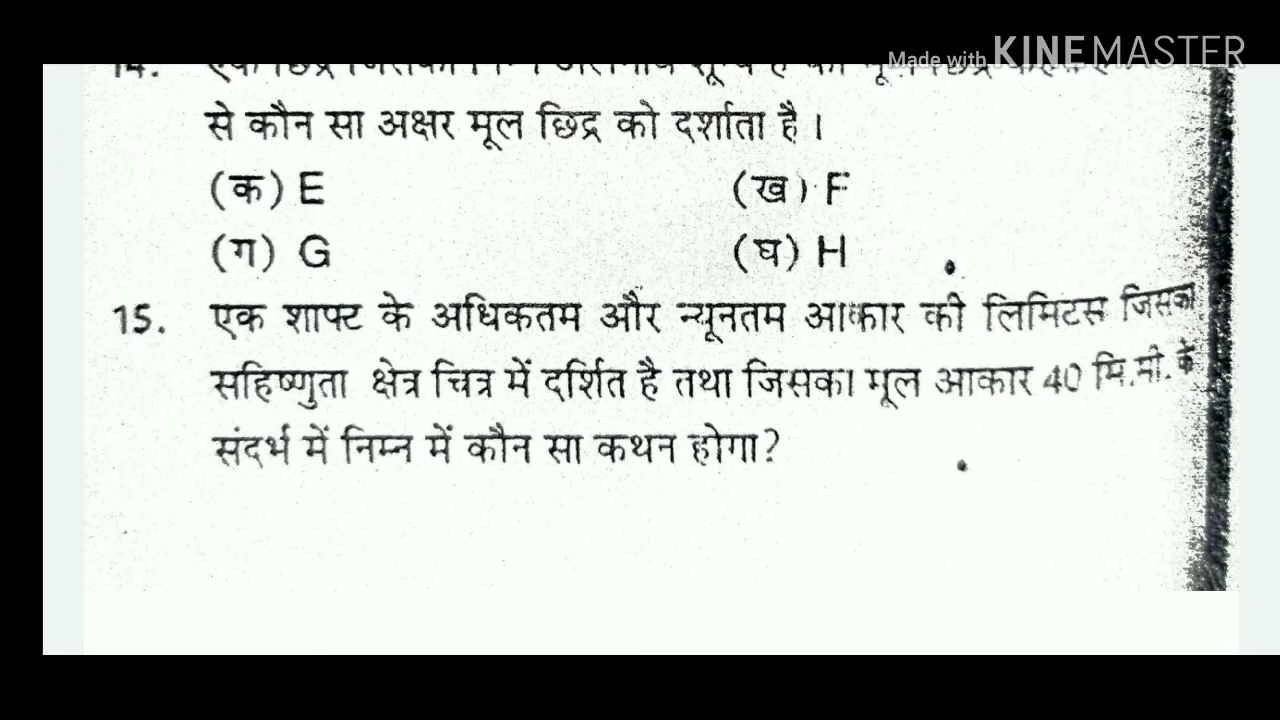 Made with KINEMASTER
14.
से कौन सा अक्षर मूल छिद्र को दर्शाता है।
(क) E (ख) F
(ग) G (घ) H
15. एक शाफ्ट के अधिकतम और न्यूनतम आकार की लिमिटस जिसका
सहिष्णुता क्षेत्र चित्र में दर्शित है तथा जिसका मूल आकार 40 मि.मी. के
संदर्भ में निम्न में कौन सा कथन होगा?